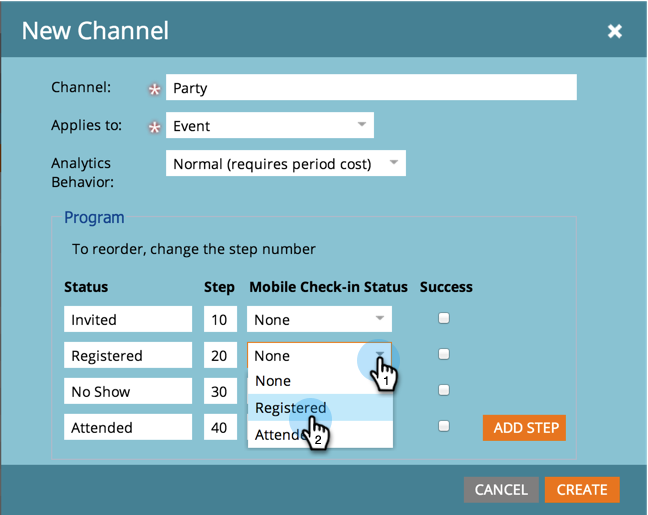 New Channel
Channel: * Party
Applies to: * Event
Analytics Behavior: Normal (requires period cost)
Program
To reorder, change the step number
Status Step Mobile Check-in Status Success
Invited 10 None
Registered 20 None
1
None
No Show 30
Registered
Attended 40
2
ADD STEP
CANCEL CREATE